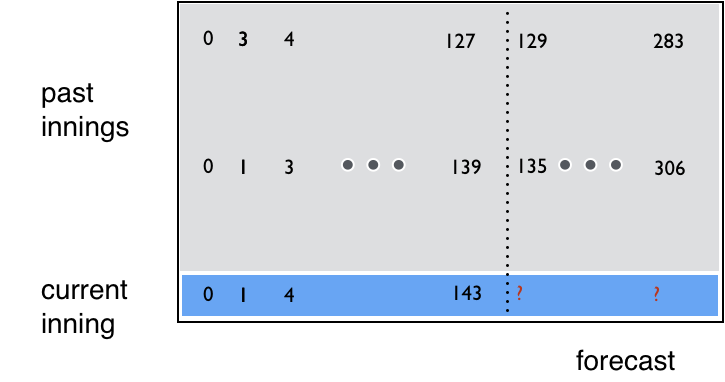 0 3 4 127 129 283
past
innings
0 1 3 • • • 139 135 • • • 306
current
inning
0 1 4 143 ? ?
forecast